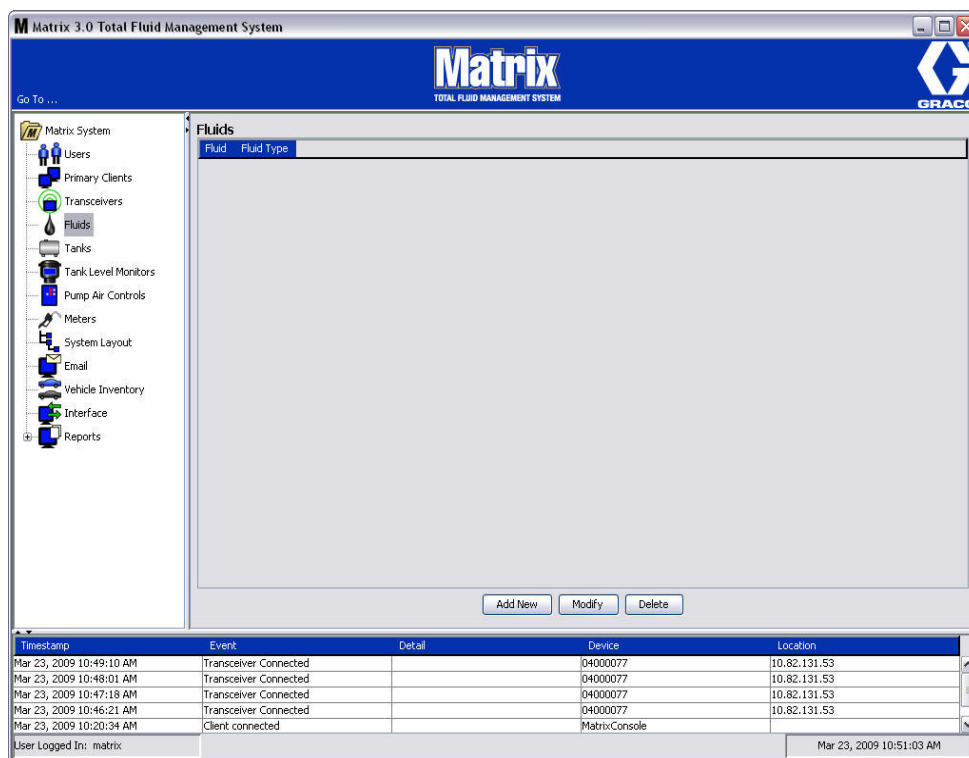 Matrix 3.0 Total Fluid Management System
Matrix
TOTAL FLUID MANAGEMENT SYSTEM
Go To ...
GRACO
Matrix System
Users
Primary Clients
Transceivers
Fluids
Tanks
Tank Level Monitors
Pump Air Controls
Meters
System Layout
Email
Vehicle Inventory
Interface
Reports
Fluids
Fluid Fluid Type
Add New Modify Delete
Timestamp Event Detail Device Location
Mar 23, 2009 10:49:10 AM Transceiver Connected 04000077 10.82.131.53
Mar 23, 2009 10:48:01 AM Transceiver Connected 04000077 10.82.131.53
Mar 23, 2009 10:47:18 AM Transceiver Connected 04000077 10.82.131.53
Mar 23, 2009 10:46:21 AM Transceiver Connected 04000077 10.82.131.53
Mar 23, 2009 10:20:34 AM Client connected MatrixConsole
User Logged In: matrix Mar 23, 2009 10:51:03 AM